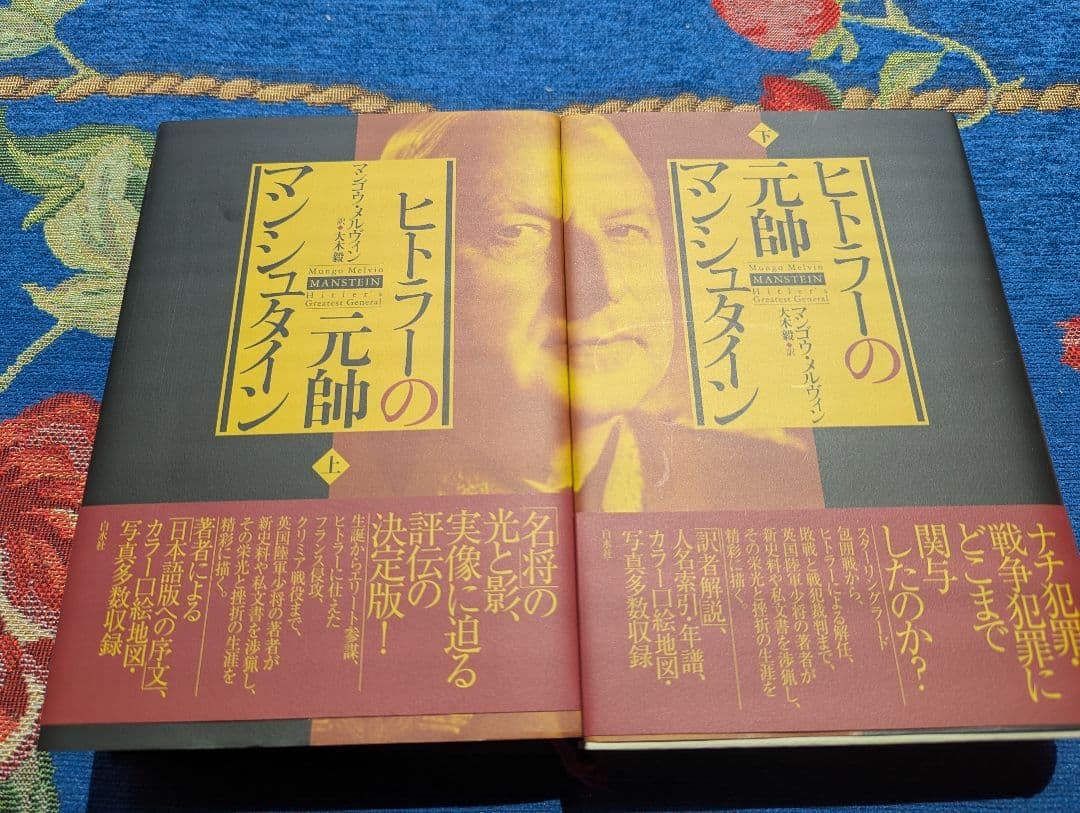 ヒトラーの
元帥
マンシュタイン
マンゴウ・メルヴィン
訳◆大木毅
Mungo Melvin
MANSTEIN
Hitler's
Greatest General
上
「名将の
光と影、
実像に迫る
評伝の
決定版!
生誕からエリート参謀、
ヒトラーに仕えた
フランス侵攻、
クリミア戦役まで、
英国陸軍少将の著者が
新史料や私文書を渉猟し、
その栄光と挫折の生涯を
精彩に描く。
著者による
「日本語版への序文」、
カラー口絵地図・
写真多数収録
白水社
下
ヒトラーの
元帥
マンシュタイン
Mungo Melvin
MANSTEIN
Hitler's
Greatest General
マンゴウ・メルヴィン
大木毅◆訳
ナチ犯罪・
戦争犯罪に
どこまで
関与
したのか?
スターリングラード
包囲戦から、
ヒトラーによる解任、
敗戦と戦犯裁判まで、
英国陸軍少将の著者が
新史料や私文書を渉猟し、
その栄光と挫折の生涯を
精彩に描く。
「訳者解説」、
人名索引・年譜、
カラー口絵地図・
写真多数収録
白水社